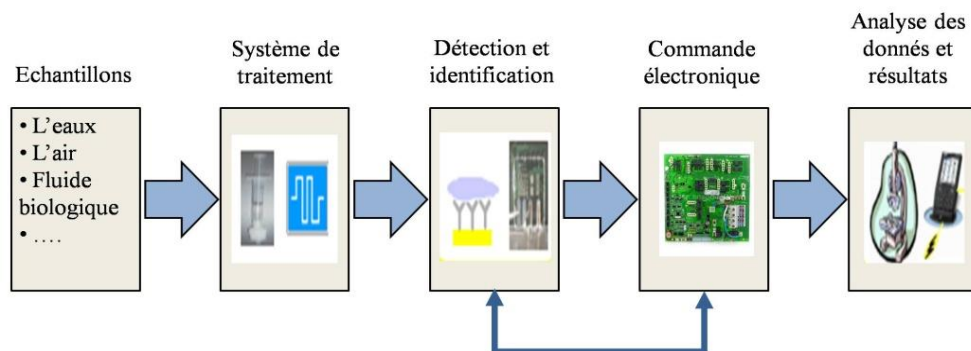 Echantillons
• L'eaux
• L'air
• Fluide
biologique
• ....
Système de
traitement
Détection et
identification
Commande
électronique
Analyse des
donnés et
résultats